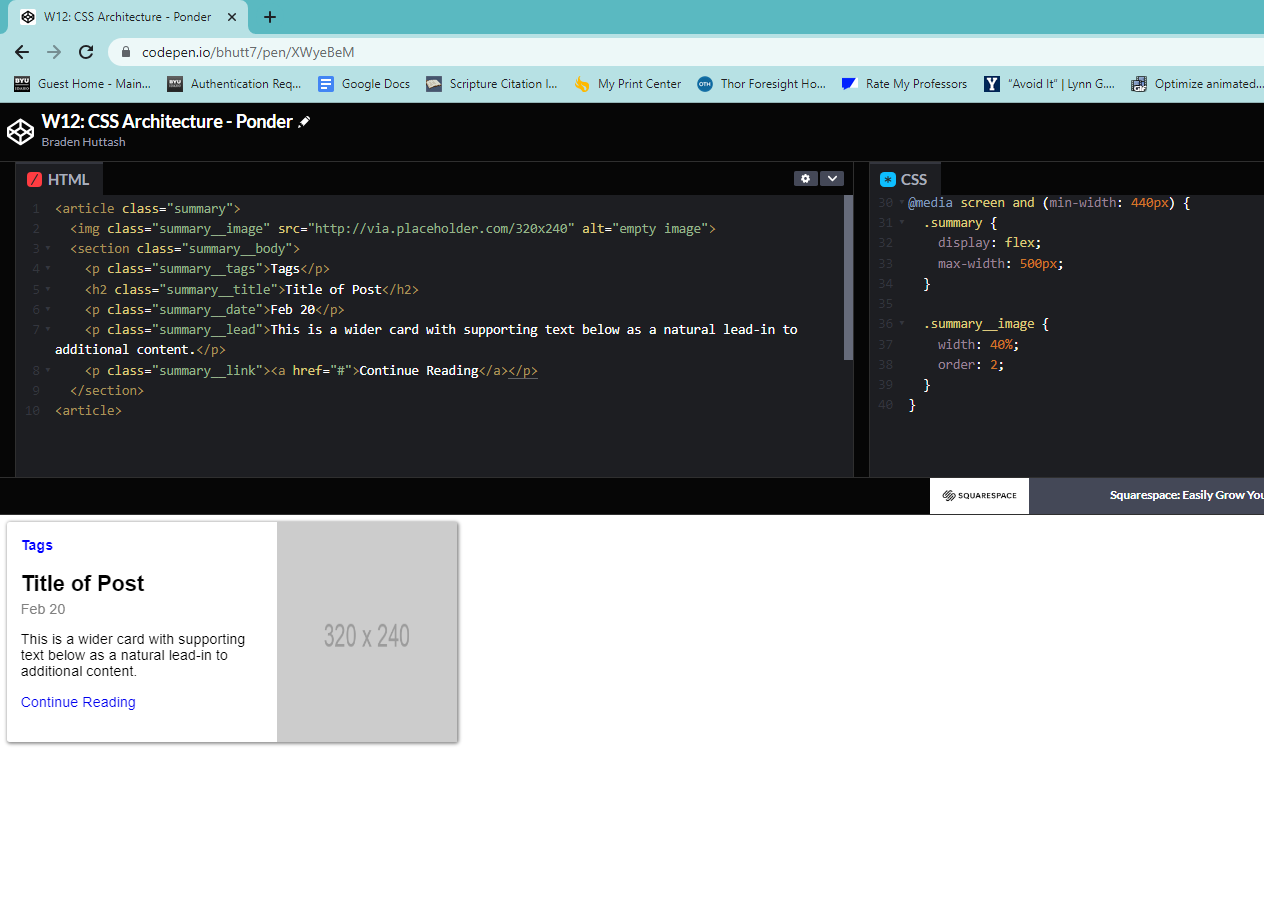 W12: CSS Architecture - Ponder
codepen.io/bhutt7/pen/XWyeBeM
BYU IDAHO Guest Home - Main... BYU IDAHO Authentication Req... Google Docs Scripture Citation I... My Print Center OTH Thor Foresight Ho... Rate My Professors Y "Avoid It" | Lynn G.... Optimize animated...
W12: CSS Architecture - Ponder
Braden Huttash
HTML
1 <article class="summary">
2 <img class="summary__image" src="http://via.placeholder.com/320x240" alt="empty image">
3 <section class="summary__body">
4 <p class="summary__tags">Tags</p>
5 <h2 class="summary__title">Title of Post</h2>
6 <p class="summary__date">Feb 20</p>
7 <p class="summary__lead">This is a wider card with supporting text below as a natural lead-in to
additional content.</p>
8 <p class="summary__link"><a href="#">Continue Reading</a></p>
9 </section>
10 <article>
* CSS
30 @media screen and (min-width: 440px) {
31 .summary {
32 display: flex;
33 max-width: 500px;
34 }
35
36 .summary__image {
37 width: 40%;
38 order: 2;
39 }
40 }
SQUARESPACE
Squarespace: Easily Grow You
Tags
Title of Post
Feb 20
This is a wider card with supporting
text below as a natural lead-in to
additional content.
Continue Reading
320 x 240